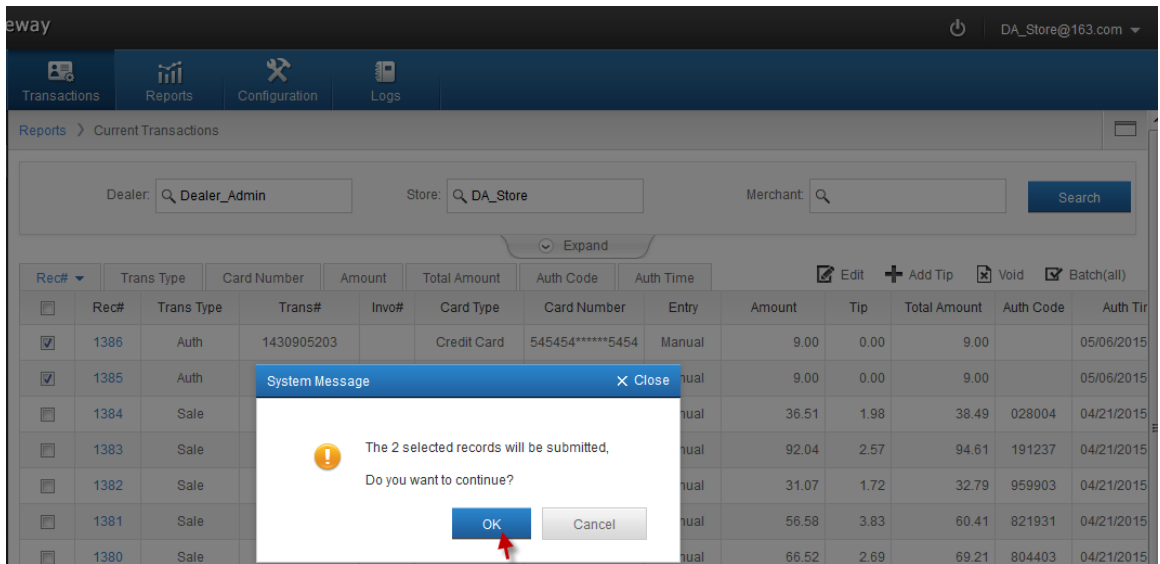 eway
DA_Store@163.com
Transactions Reports Configuration Logs
Reports Current Transactions
Dealer: Dealer_Admin Store: DA_Store Merchant: Search
Expand
Rec# Trans Type Card Number Amount Total Amount Auth Code Auth Time Edit Add Tip Void Batch(all)
Rec# Trans Type Trans# Invo# Card Type Card Number Entry Amount Tip Total Amount Auth Code Auth Tir
1386 Auth 1430905203 Credit Card 545454******5454 Manual 9.00 0.00 9.00 05/06/2015
1385 Auth nual 9.00 0.00 9.00 05/06/2015
System Message Close
1384 Sale nual 36.51 1.98 38.49 028004 04/21/2015
The 2 selected records will be submitted,
1383 Sale nual 92.04 2.57 94.61 191237 04/21/2015
Do you want to continue?
1382 Sale nual 31.07 1.72 32.79 959903 04/21/2015
OK Cancel
1381 Sale nual 56.58 3.83 60.41 821931 04/21/2015
1380 Sale nual 66.52 2.69 69.21 804403 04/21/2015